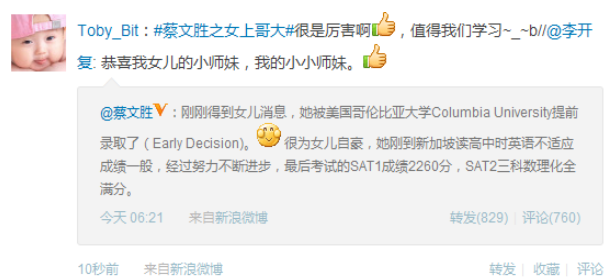 Toby_Bit：#蔡文胜之女上哥大#很是厉害啊，值得我们学习~_~b//@李开
复: 恭喜我女儿的小师妹，我的小小师妹。
@蔡文胜V：刚刚得到女儿消息，她被美国哥伦比亚大学Columbia University提前
录取了（Early Decision)。很为女儿自豪，她刚到新加坡读高中时英语不适应
成绩一般，经过努力不断进步，最后考试的SAT1成绩2260分，SAT2三科数理化全
满分。
今天 06:21 来自新浪微博 转发(829) | 评论(760)
10秒前 来自新浪微博 转发 | 收藏 | 评论